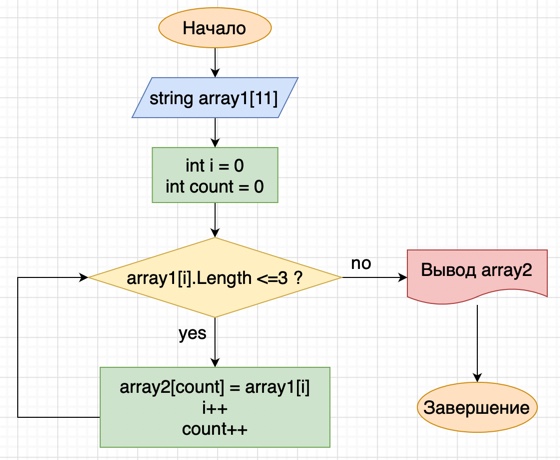 Начало
string array1[11]
int i = 0
int count = 0
array1[i].Length <=3 ?
no
Вывод array2
yes
array2[count] = array1[i]
i++
count++
Завершение